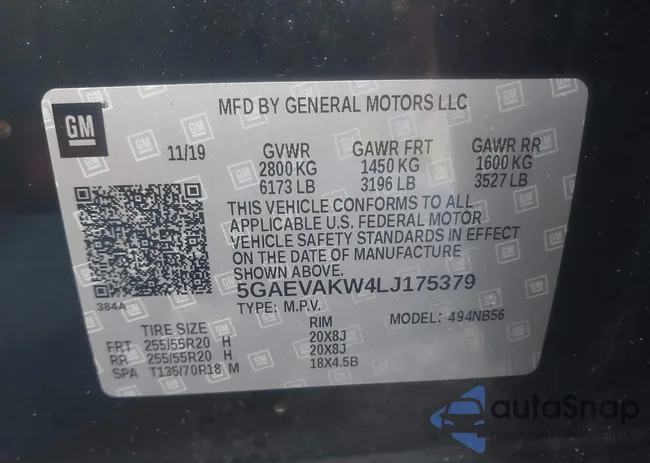 MFD BY GENERAL MOTORS LLC
GM
11/19
GVWR GAWR FRT GAWR RR
2800 KG 1450 KG 1600 KG
6173 LB 3196 LB 3527 LB
THIS VEHICLE CONFORMS TO ALL
APPLICABLE U.S. FEDERAL MOTOR
VEHICLE SAFETY STANDARDS IN EFFECT
ON THE DATE OF MANUFACTURE
SHOWN ABOVE.
384A
5GAEVAKW4LJ175379
TYPE: M.P.V. MODEL: 494NB56
TIRE SIZE RIM
FRT 255/55R20 H 20X8J
RR 255/55R20 H 20X8J
SPA T135/70R18 M 18X4.5B
autoSnap